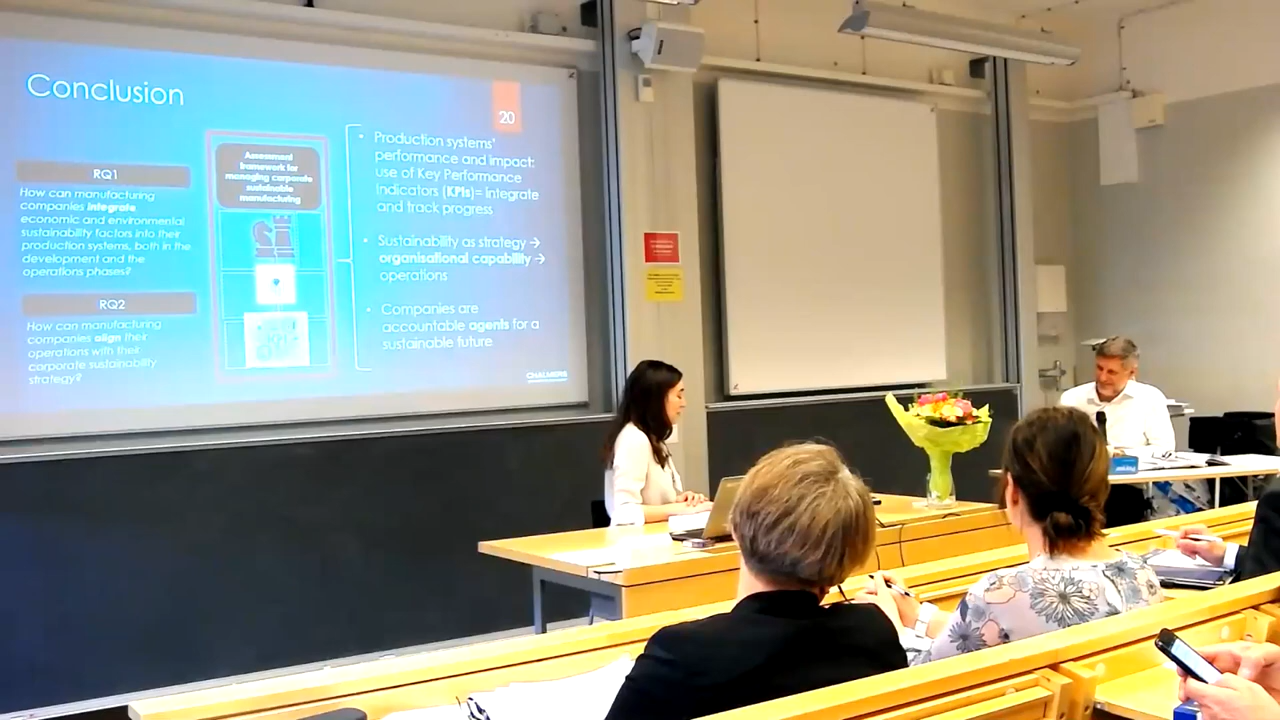 Conclusion
20
RQ1
How can manufacturing
companies integrate
economic and environmental
sustainability factors into their
production systems, both in the
development and the
operations phases?
RQ2
How can manufacturing
companies align their
operations with their
corporate sustainability
strategy?
Assessment
framework for
managing corporate
sustainable
manufacturing
• Production systems'
performance and impact:
use of Key Performance
Indicators (KPIs)= integrate
and track progress
• Sustainability as strategy →
organisational capability →
operations
• Companies are
accountable agents for a
sustainable future
CHALMERS